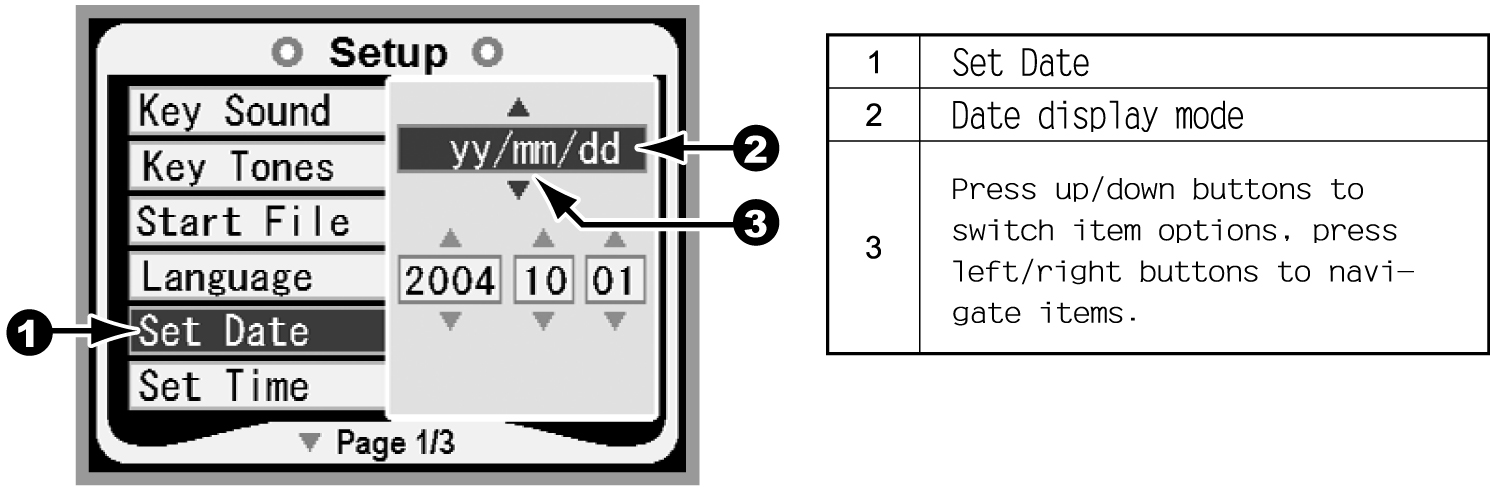 Setup
Key Sound
Key Tones
Start File
Language
Set Date
Set Time
yy/mm/dd
2004 10 01
Page 1/3
1
2
3
1 Set Date
2 Date display mode
3 Press up/down buttons to
switch item options, press
left/right buttons to navi-
gate items.